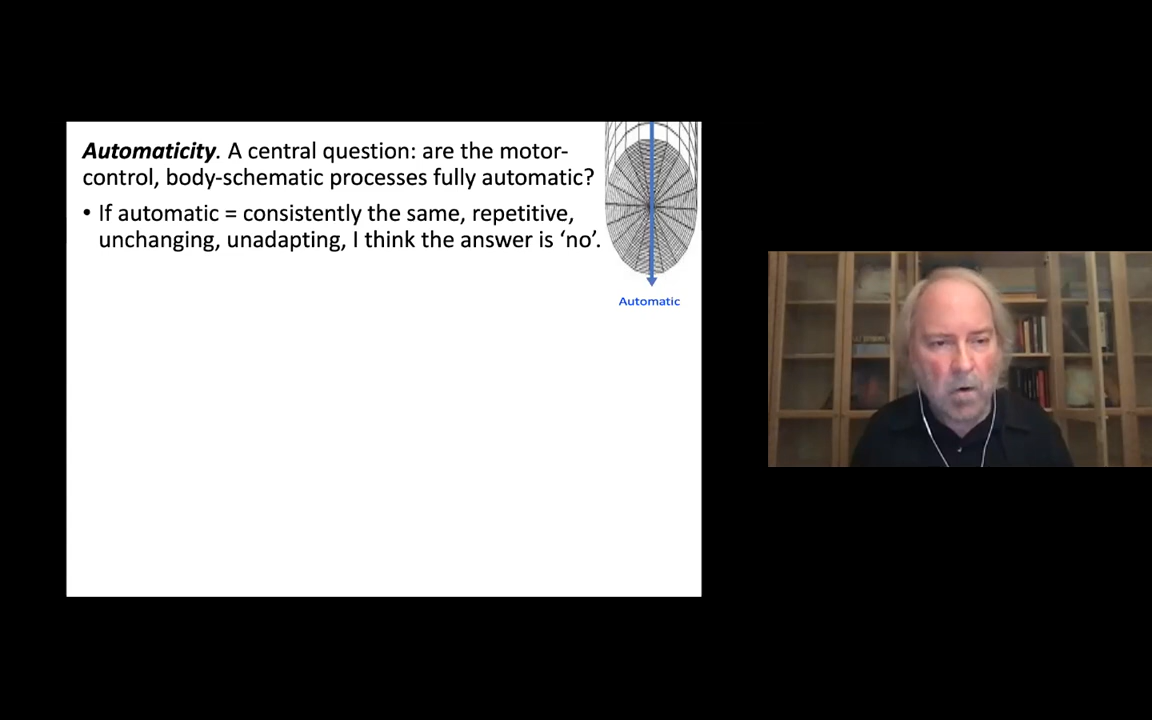 Automaticity. A central question: are the motor-
control, body-schematic processes fully automatic?
• If automatic = consistently the same, repetitive,
unchanging, unadapting, I think the answer is ‘no’.
Automatic